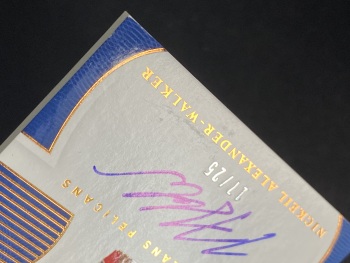 NICKEIL ALEXANDER-WALKER
11/25
ANS PELICANS